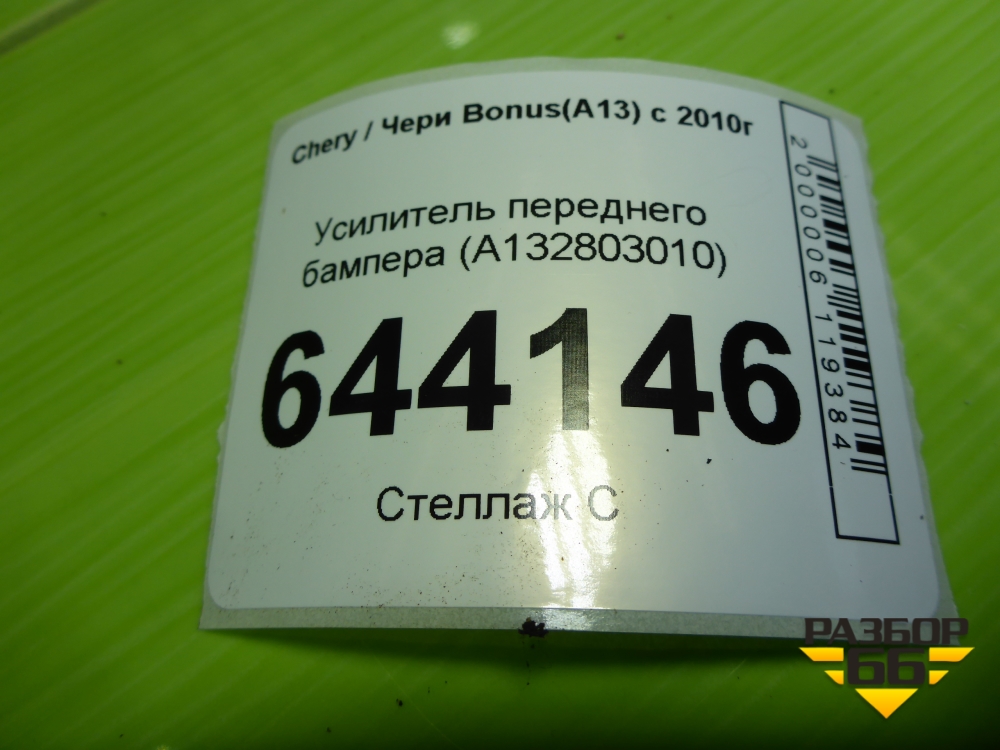 Chery / Чери Bonus(A13) с 2010г
Усилитель переднего
бампера (A132803010)
644146
Стеллаж С
2000006119384
РАЗБОР
66